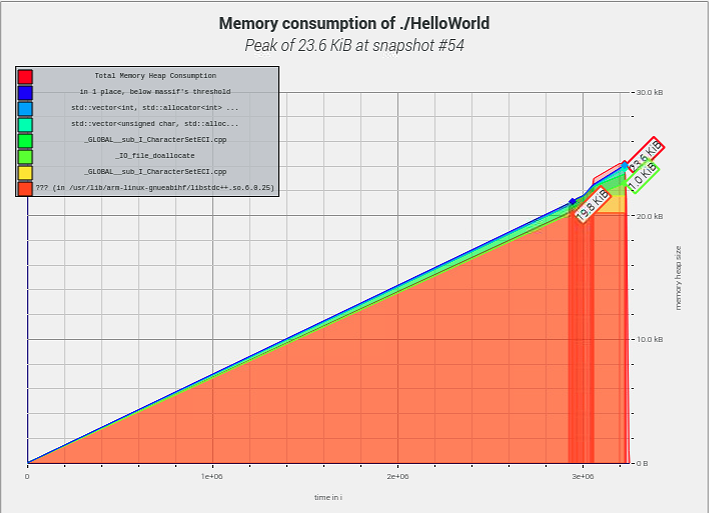 Memory consumption of ./HelloWorld
Peak of 23.6 KiB at snapshot #54
Total Memory Heap Consumption
in 1 place, below massif's threshold
std::vector<int, std::allocator<int> ...
std::vector<unsigned char, std::alloc...
_GLOBAL__sub_I_CharacterSetECI.cpp
_IO_file_doallocate
_GLOBAL__sub_I_CharacterSetECI.cpp
??? (in /usr/lib/arm-linux-gnueabihf/libstdc++.so.6.0.25)
30.0 kB
23.6 KiB
1.0 KiB
19.8 KiB
20.0 kB
memory heap size
10.0 kB
0 B
0
1e+06
2e+06
3e+06
time in i